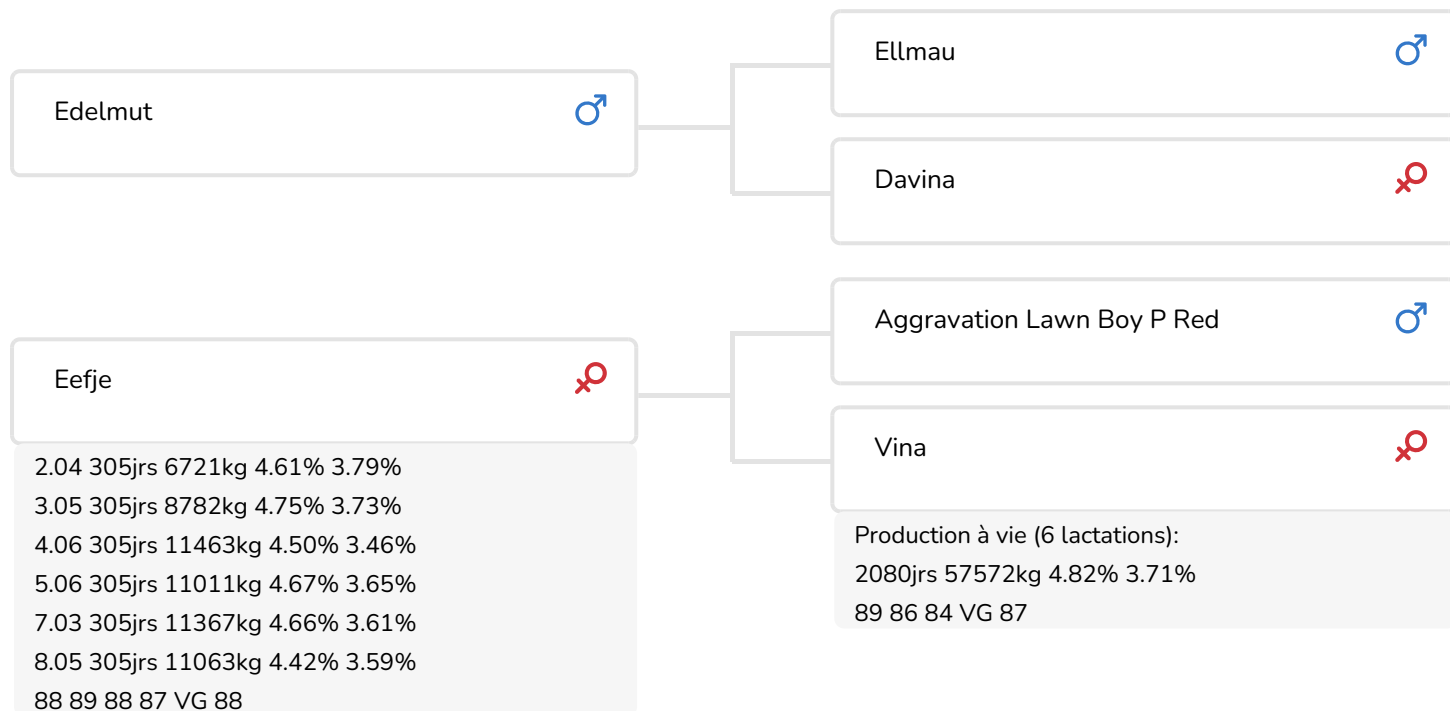 Edelmut
Ellmau
Davina
Eefje
2.04 305jrs 6721kg 4.61% 3.79%
3.05 305jrs 8782kg 4.75% 3.73%
4.06 305jrs 11463kg 4.50% 3.46%
5.06 305jrs 11011kg 4.67% 3.65%
7.03 305jrs 11367kg 4.66% 3.61%
8.05 305jrs 11063kg 4.42% 3.59%
88 89 88 87 VG 88
Aggravation Lawn Boy P Red
Vina
Production à vie (6 lactations):
2080jrs 57572kg 4.82% 3.71%
89 86 84 VG 87